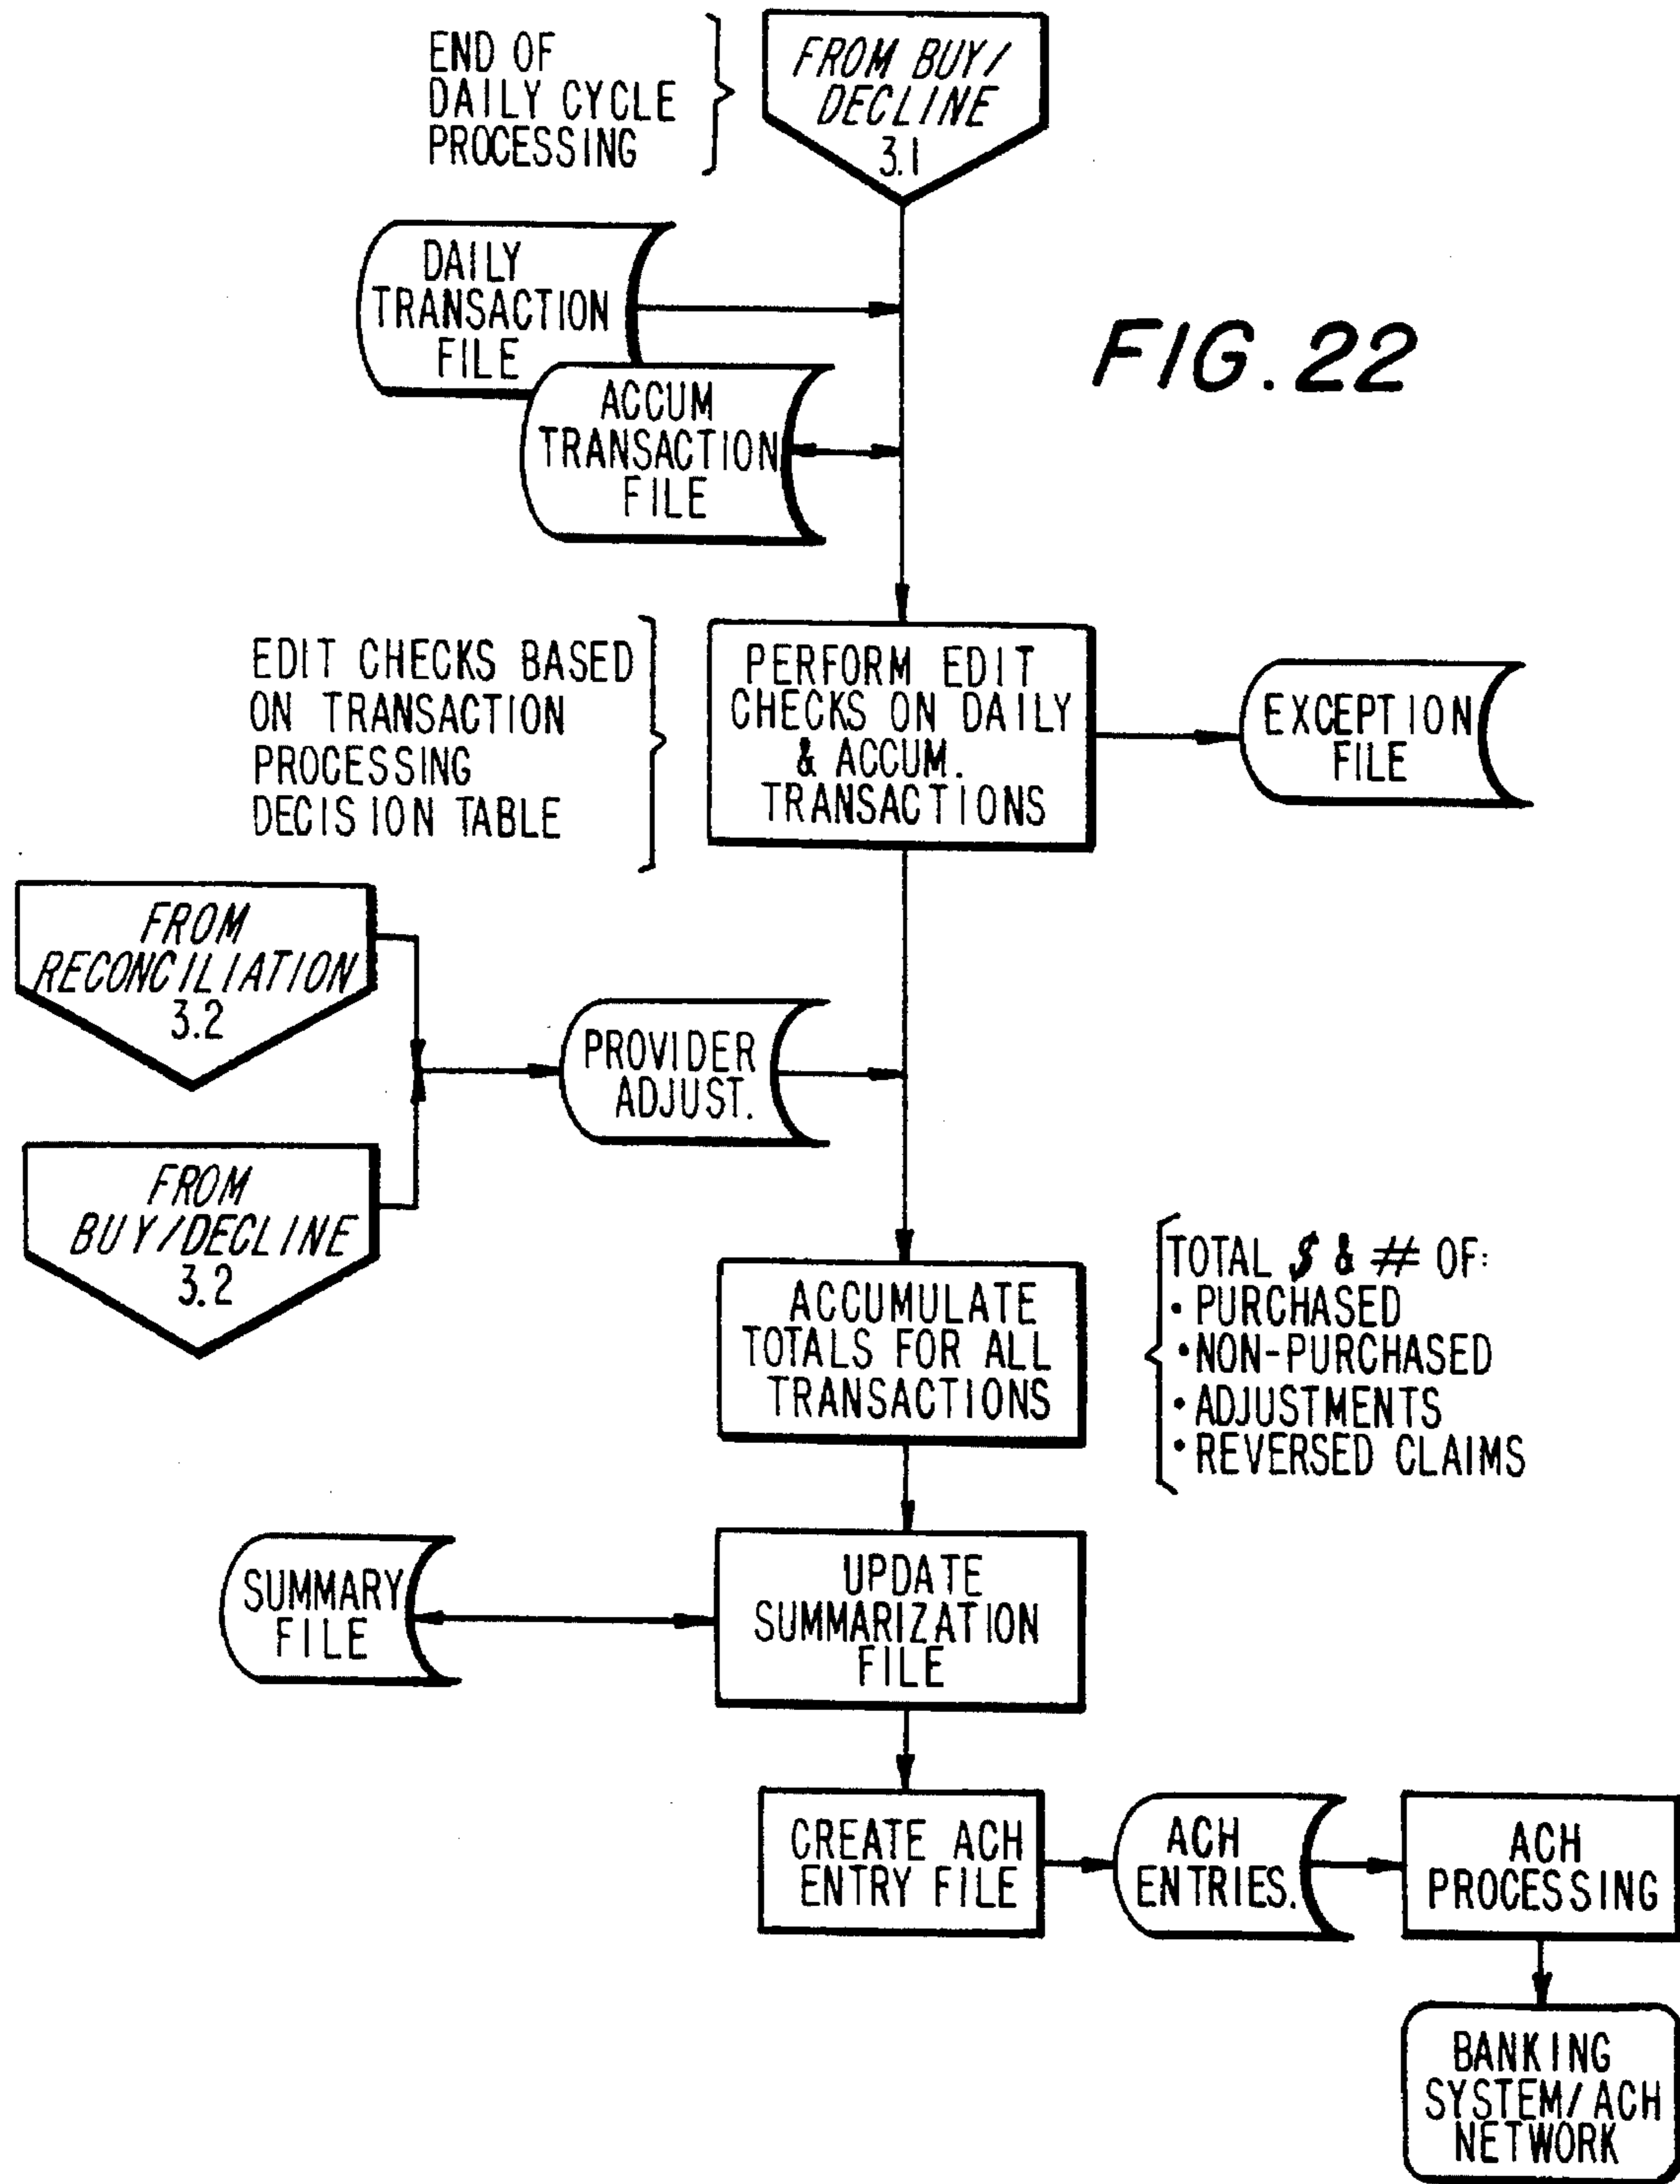 END OF
DAILY CYCLE
PROCESSING
FROM BUY/
DECLINE
3.1
DAILY
TRANSACTION
FILE
ACCUM
TRANSACTION
FILE
FIG. 22
EDIT CHECKS BASED
ON TRANSACTION
PROCESSING
DECISION TABLE
PERFORM EDIT
CHECKS ON DAILY
& ACCUM.
TRANSACTIONS
EXCEPTION
FILE
FROM
RECONCILIATION
3.2
PROVIDER
ADJUST.
FROM
BUY/DECLINE
3.2
ACCUMULATE
TOTALS FOR ALL
TRANSACTIONS
TOTAL $ & # OF:
• PURCHASED
• NON-PURCHASED
• ADJUSTMENTS
• REVERSED CLAIMS
SUMMARY
FILE
UPDATE
SUMMARIZATION
FILE
CREATE ACH
ENTRY FILE
ACH
ENTRIES.
ACH
PROCESSING
BANKING
SYSTEM/ACH
NETWORK